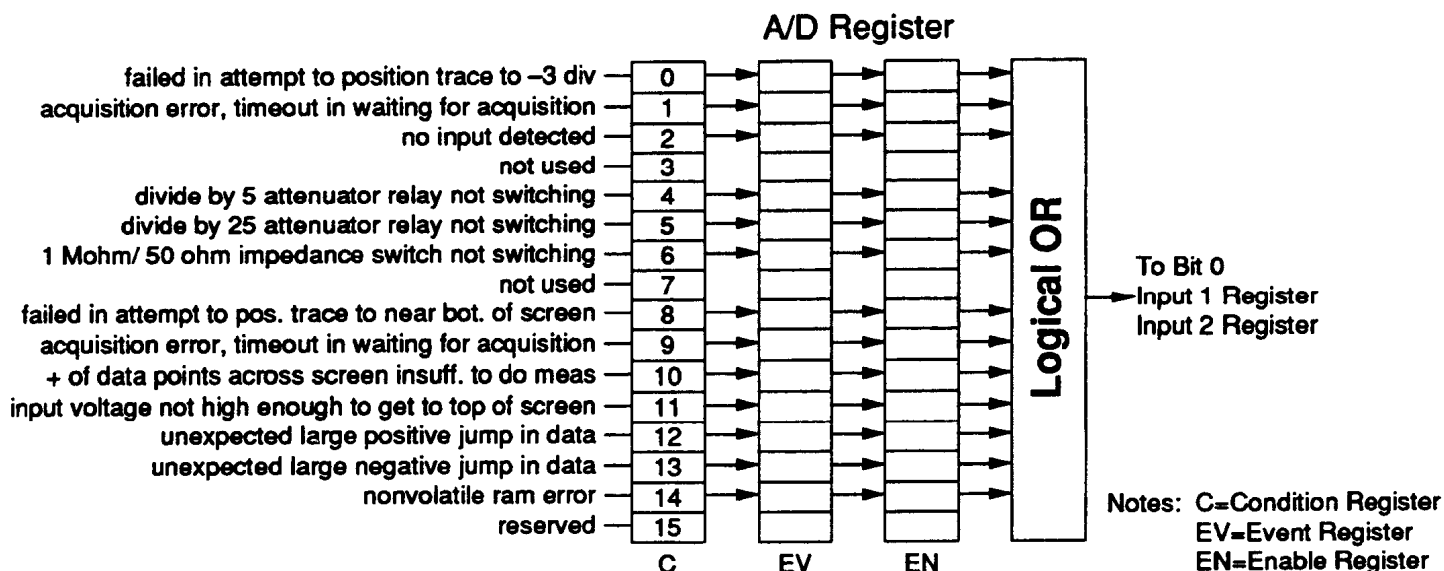 A/D Register
failed in attempt to position trace to –3 div 0
acquisition error, timeout in waiting for acquisition 1
no input detected 2
not used 3
divide by 5 attenuator relay not switching 4
divide by 25 attenuator relay not switching 5
1 Mohm/ 50 ohm impedance switch not switching 6
not used 7
failed in attempt to pos. trace to near bot. of screen 8
acquisition error, timeout in waiting for acquisition 9
+ of data points across screen insuff. to do meas 10
input voltage not high enough to get to top of screen 11
unexpected large positive jump in data 12
unexpected large negative jump in data 13
nonvolatile ram error 14
reserved 15
C EV EN
Logical OR
To Bit 0
Input 1 Register
Input 2 Register
Notes: C=Condition Register
EV=Event Register
EN=Enable Register